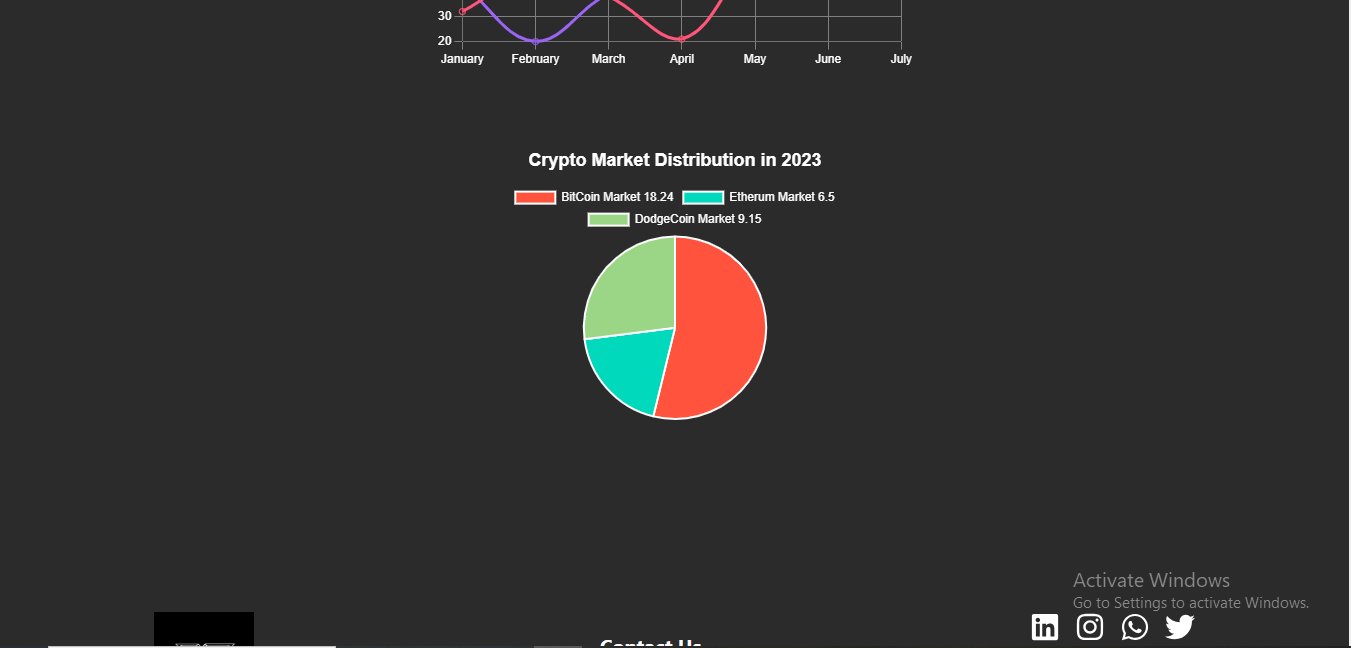 30
20
January February March April May June July
Crypto Market Distribution in 2023
BitCoin Market 18.24 Etherum Market 6.5
DodgeCoin Market 9.15
Activate Windows
Go to Settings to activate Windows.
Contact Us